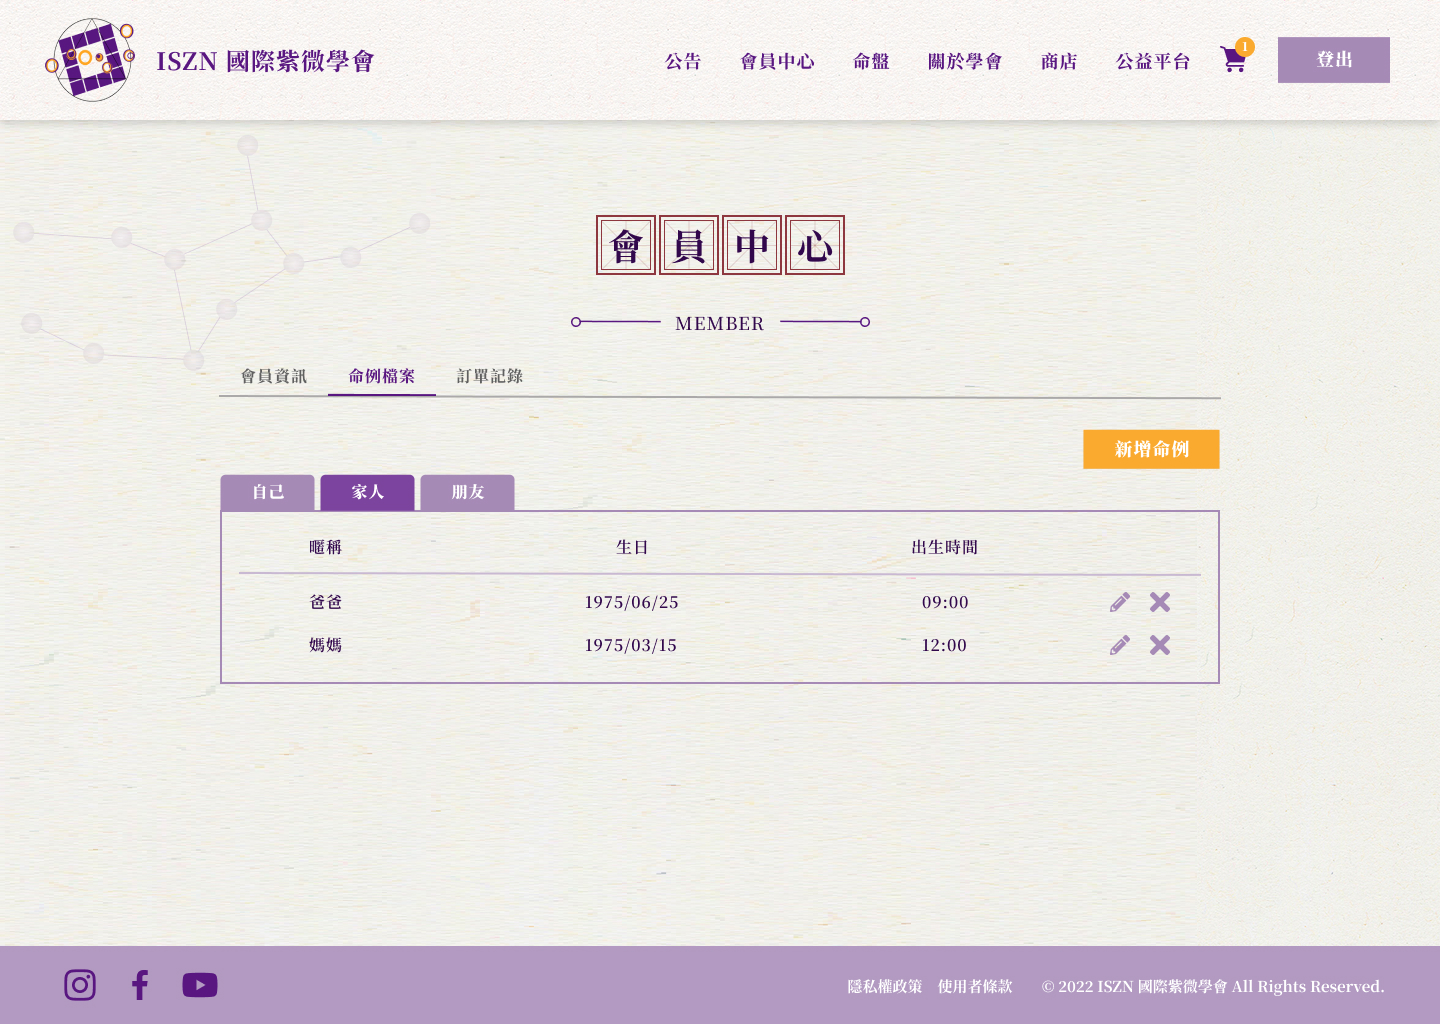 ISZN 國際紫微學會
公告 會員中心 命盤 關於學會 商店 公益平台 1 登出
會員中心
MEMBER
會員資訊 命例檔案 訂單記錄
新增命例
自己 家人 朋友
暱稱 生日 出生時間
爸爸 1975/06/25 09:00
媽媽 1975/03/15 12:00
隱私權政策 使用者條款 © 2022 ISZN 國際紫微學會 All Rights Reserved.